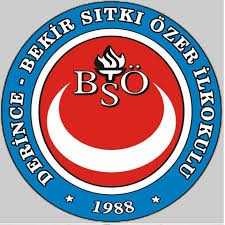 DERİNCE - BEKİR SITKI ÖZER İLKOKULU
BSÖ
1988